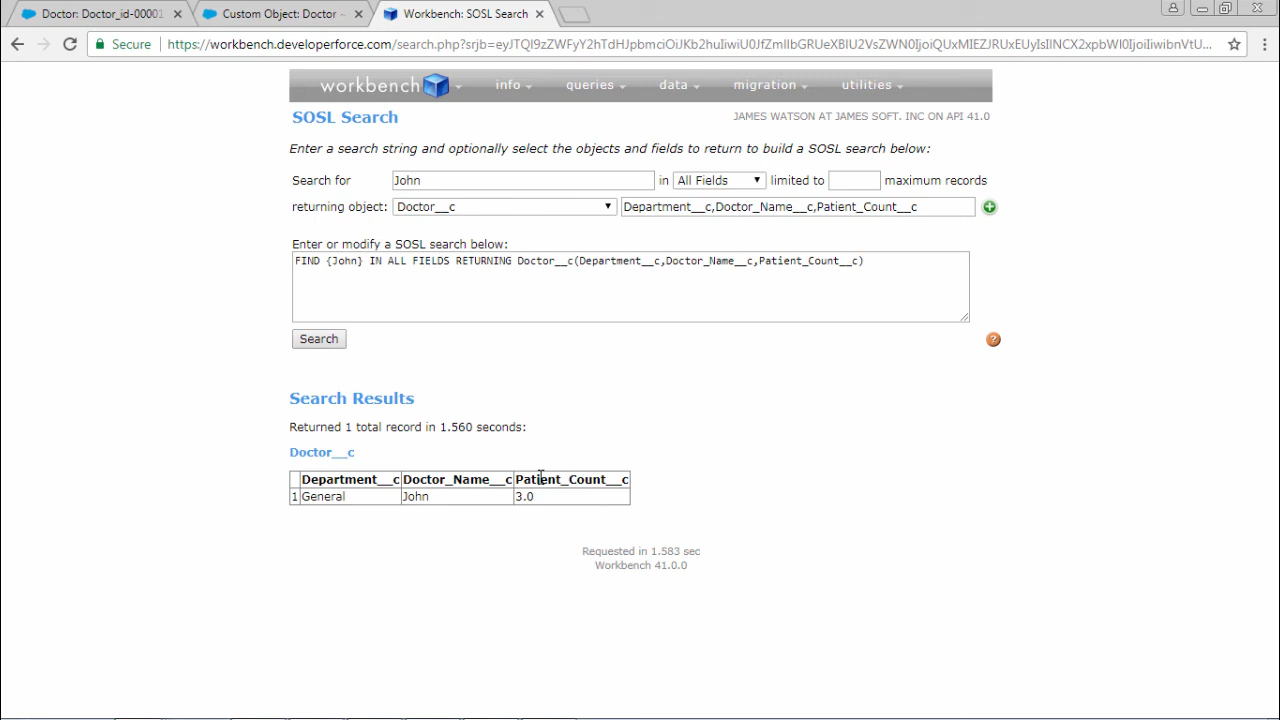 Doctor: Doctor_id-00001
Custom Object: Doctor ~
Workbench: SOSL Search
Secure
https://workbench.developerforce.com/search.php?srjb=
workbench info queries data migration utilities
SOSL Search
JAMES WATSON AT JAMES SOFT. INC ON API 41.0
Enter a search string and optionally select the objects and fields to return to build a SOSL search below:
Search for John in All Fields limited to maximum records
returning object: Doctor__c Department__c,Doctor_Name__c,Patient_Count__c
Enter or modify a SOSL search below:
FIND {John} IN ALL FIELDS RETURNING Doctor__c(Department__c,Doctor_Name__c,Patient_Count__c)
Search
?
Search Results
Returned 1 total record in 1.560 seconds:
Doctor__c
Department__c Doctor_Name__c Patient_Count__c
1 General John 3.0
Requested in 1.583 sec
Workbench 41.0.0